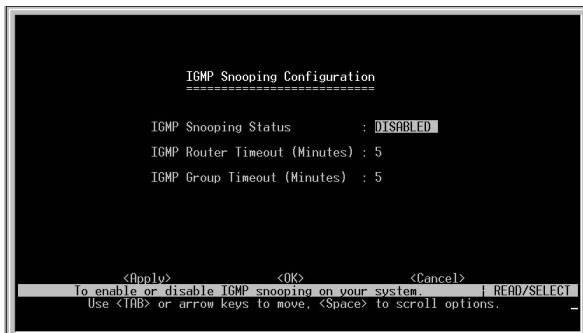 IGMP Snooping Configuration
===========================
IGMP Snooping Status : DISABLED
IGMP Router Timeout (Minutes) : 5
IGMP Group Timeout (Minutes) : 5
<Apply> <OK> <Cancel>
To enable or disable IGMP snooping on your system. | READ/SELECT
Use <TAB> or arrow keys to move, <Space> to scroll options.